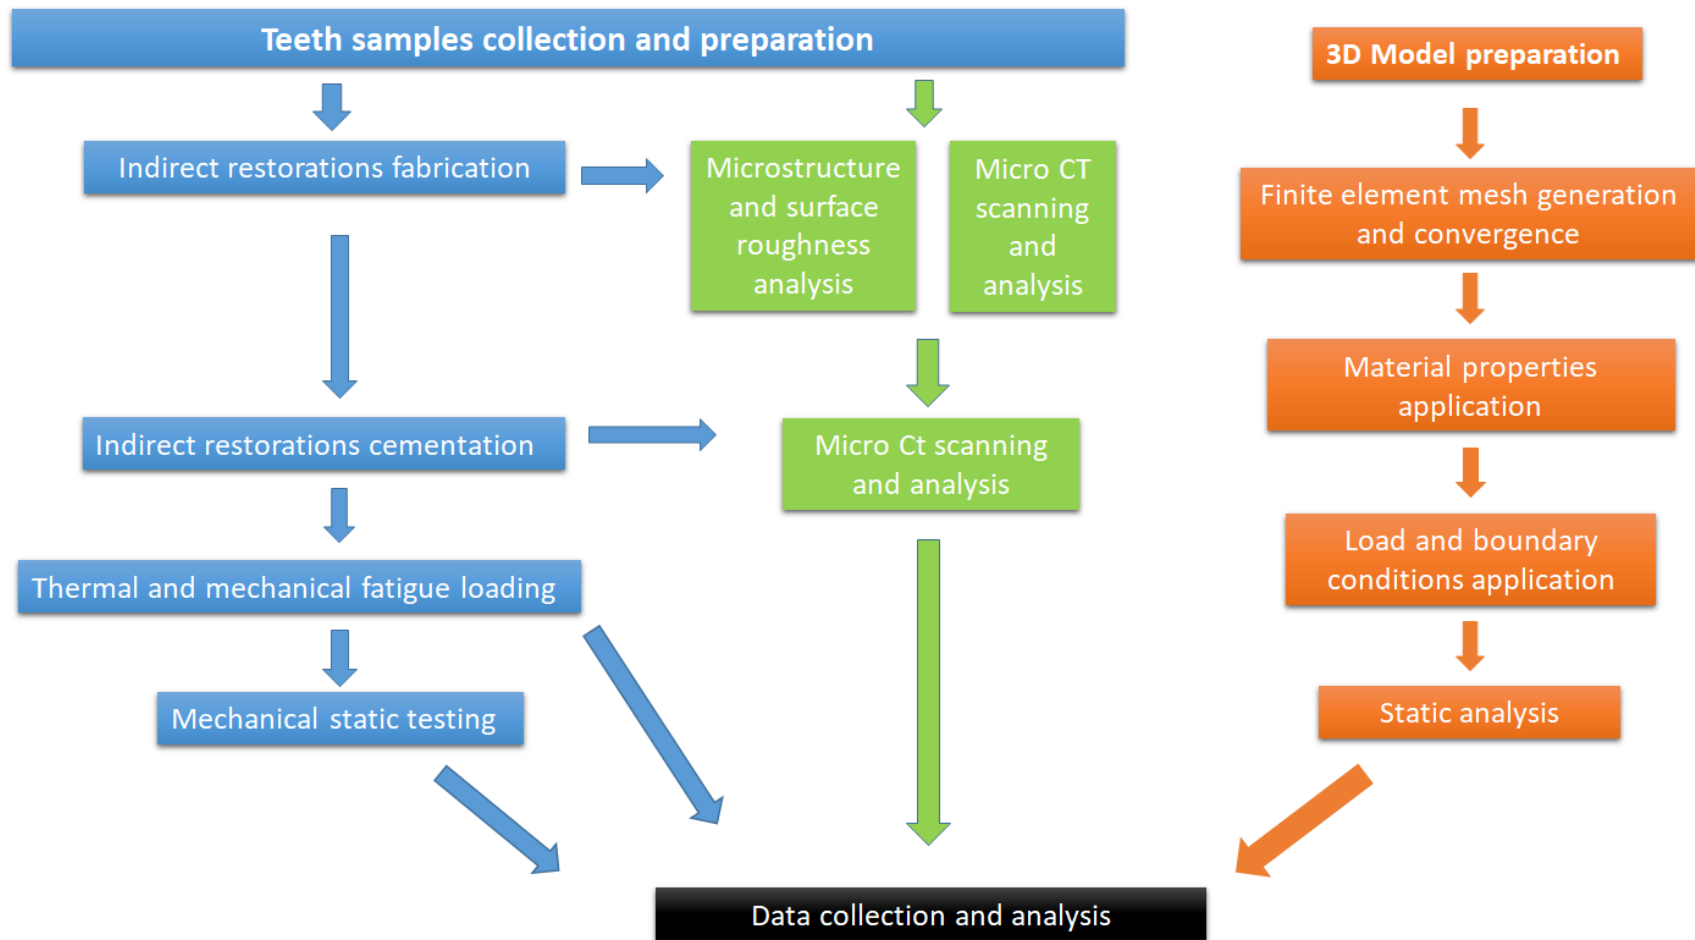 Teeth samples collection and preparation
3D Model preparation
Indirect restorations fabrication
Microstructure
and surface
roughness
analysis
Micro CT
scanning
and
analysis
Finite element mesh generation
and convergence
Material properties
application
Indirect restorations cementation
Micro Ct scanning
and analysis
Load and boundary
conditions application
Thermal and mechanical fatigue loading
Mechanical static testing
Static analysis
Data collection and analysis